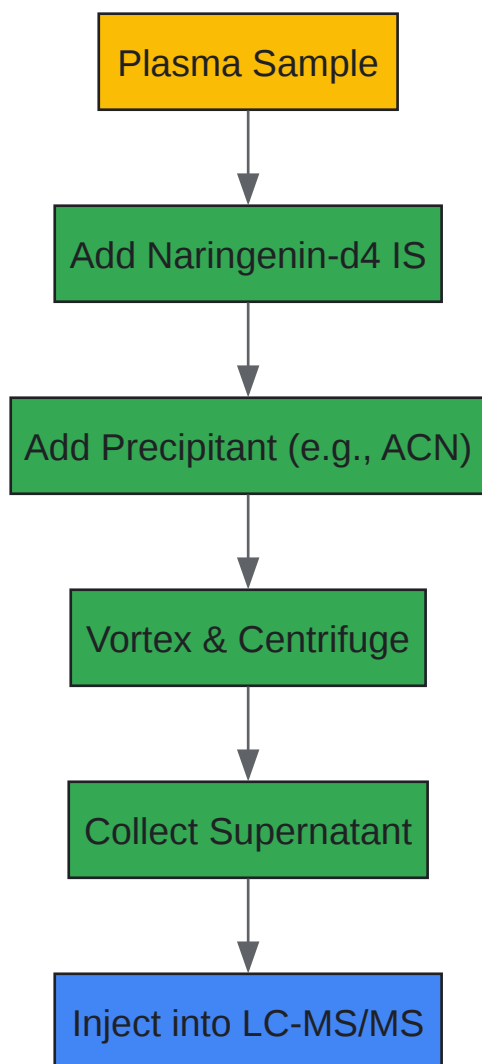 Plasma Sample
Add Naringenin-d4 IS
Add Precipitant (e.g., ACN)
Vortex & Centrifuge
Collect Supernatant
Inject into LC-MS/MS